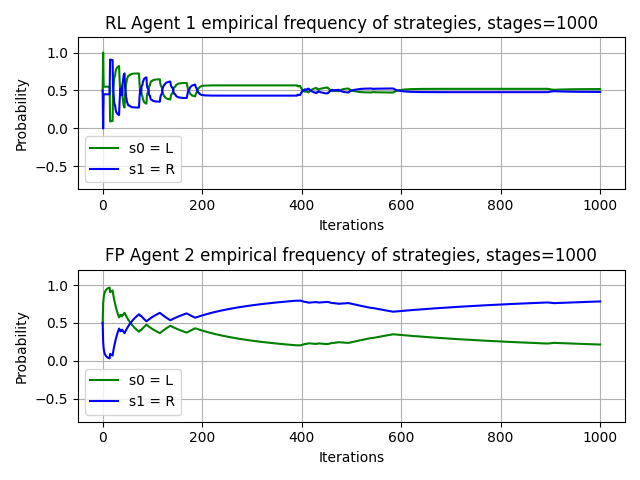 RL Agent 1 empirical frequency of strategies, stages=1000
1.0
0.5
0.0
−0.5
Probability
s0 = L
s1 = R
0 200 400 600 800 1000
Iterations
FP Agent 2 empirical frequency of strategies, stages=1000
1.0
0.5
0.0
−0.5
Probability
s0 = L
s1 = R
0 200 400 600 800 1000
Iterations